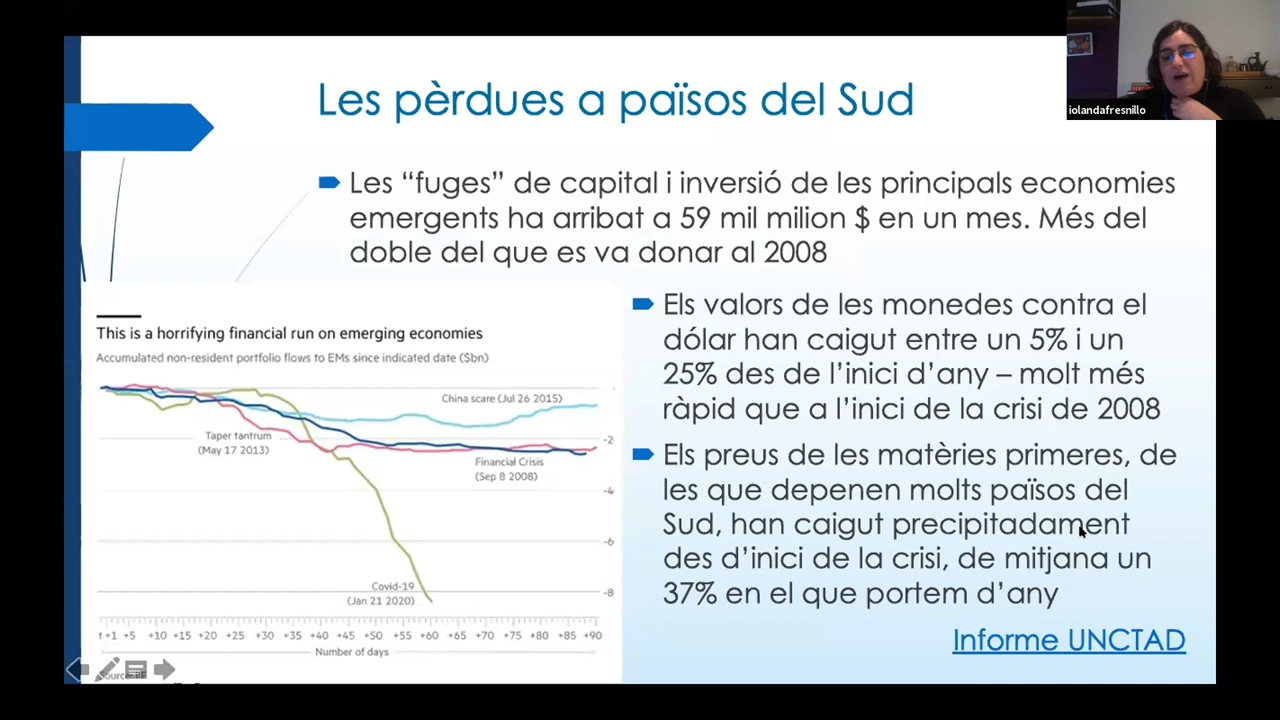 iolandafresnillo
Les pèrdues a països del Sud
Les “fuges” de capital i inversió de les principals economies
emergents ha arribat a 59 mil milion $ en un mes. Més del
doble del que es va donar al 2008
This is a horrifying financial run on emerging economies
Accumulated non-resident portfolio flows to EMs since indicated date ($bn)
China scare (Jul 26 2015)
Taper tantrum
(May 17 2013)
-2
Financial Crisis
(Sep 8 2008)
-4
-6
Covid-19
(Jan 21 2020)
-8
t +1 +5 +10 +15 +20 +25 +30 +35 +40 +45 +50 +55 +60 +65 +70 +75 +80 +85 +90
Number of days
Els valors de les monedes contra el
dólar han caigut entre un 5% i un
25% des de l’inici d’any – molt més
ràpid que a l’inici de la crisi de 2008
Els preus de les matèries primeres, de
les que depenen molts països del
Sud, han caigut precipitadament
des d’inici de la crisi, de mitjana un
37% en el que portem d’any
Informe UNCTAD